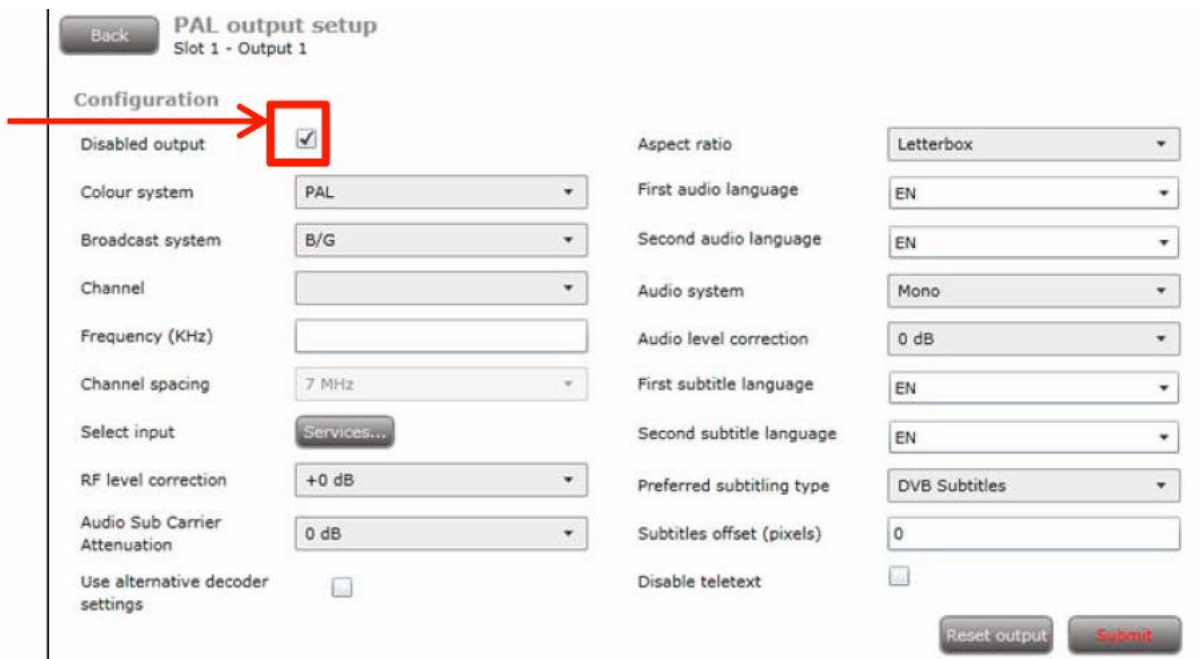 Back
PAL output setup
Slot 1 - Output 1
Configuration
Disabled output
Colour system
PAL
Broadcast system
B/G
Channel
Frequency (KHz)
Channel spacing
7 MHz
Select input
Services...
RF level correction
+0 dB
Audio Sub Carrier
Attenuation
0 dB
Use alternative decoder
settings
Aspect ratio
Letterbox
First audio language
EN
Second audio language
EN
Audio system
Mono
Audio level correction
0 dB
First subtitle language
EN
Second subtitle language
EN
Preferred subtitling type
DVB Subtitles
Subtitles offset (pixels)
0
Disable teletext
Reset output
Submit